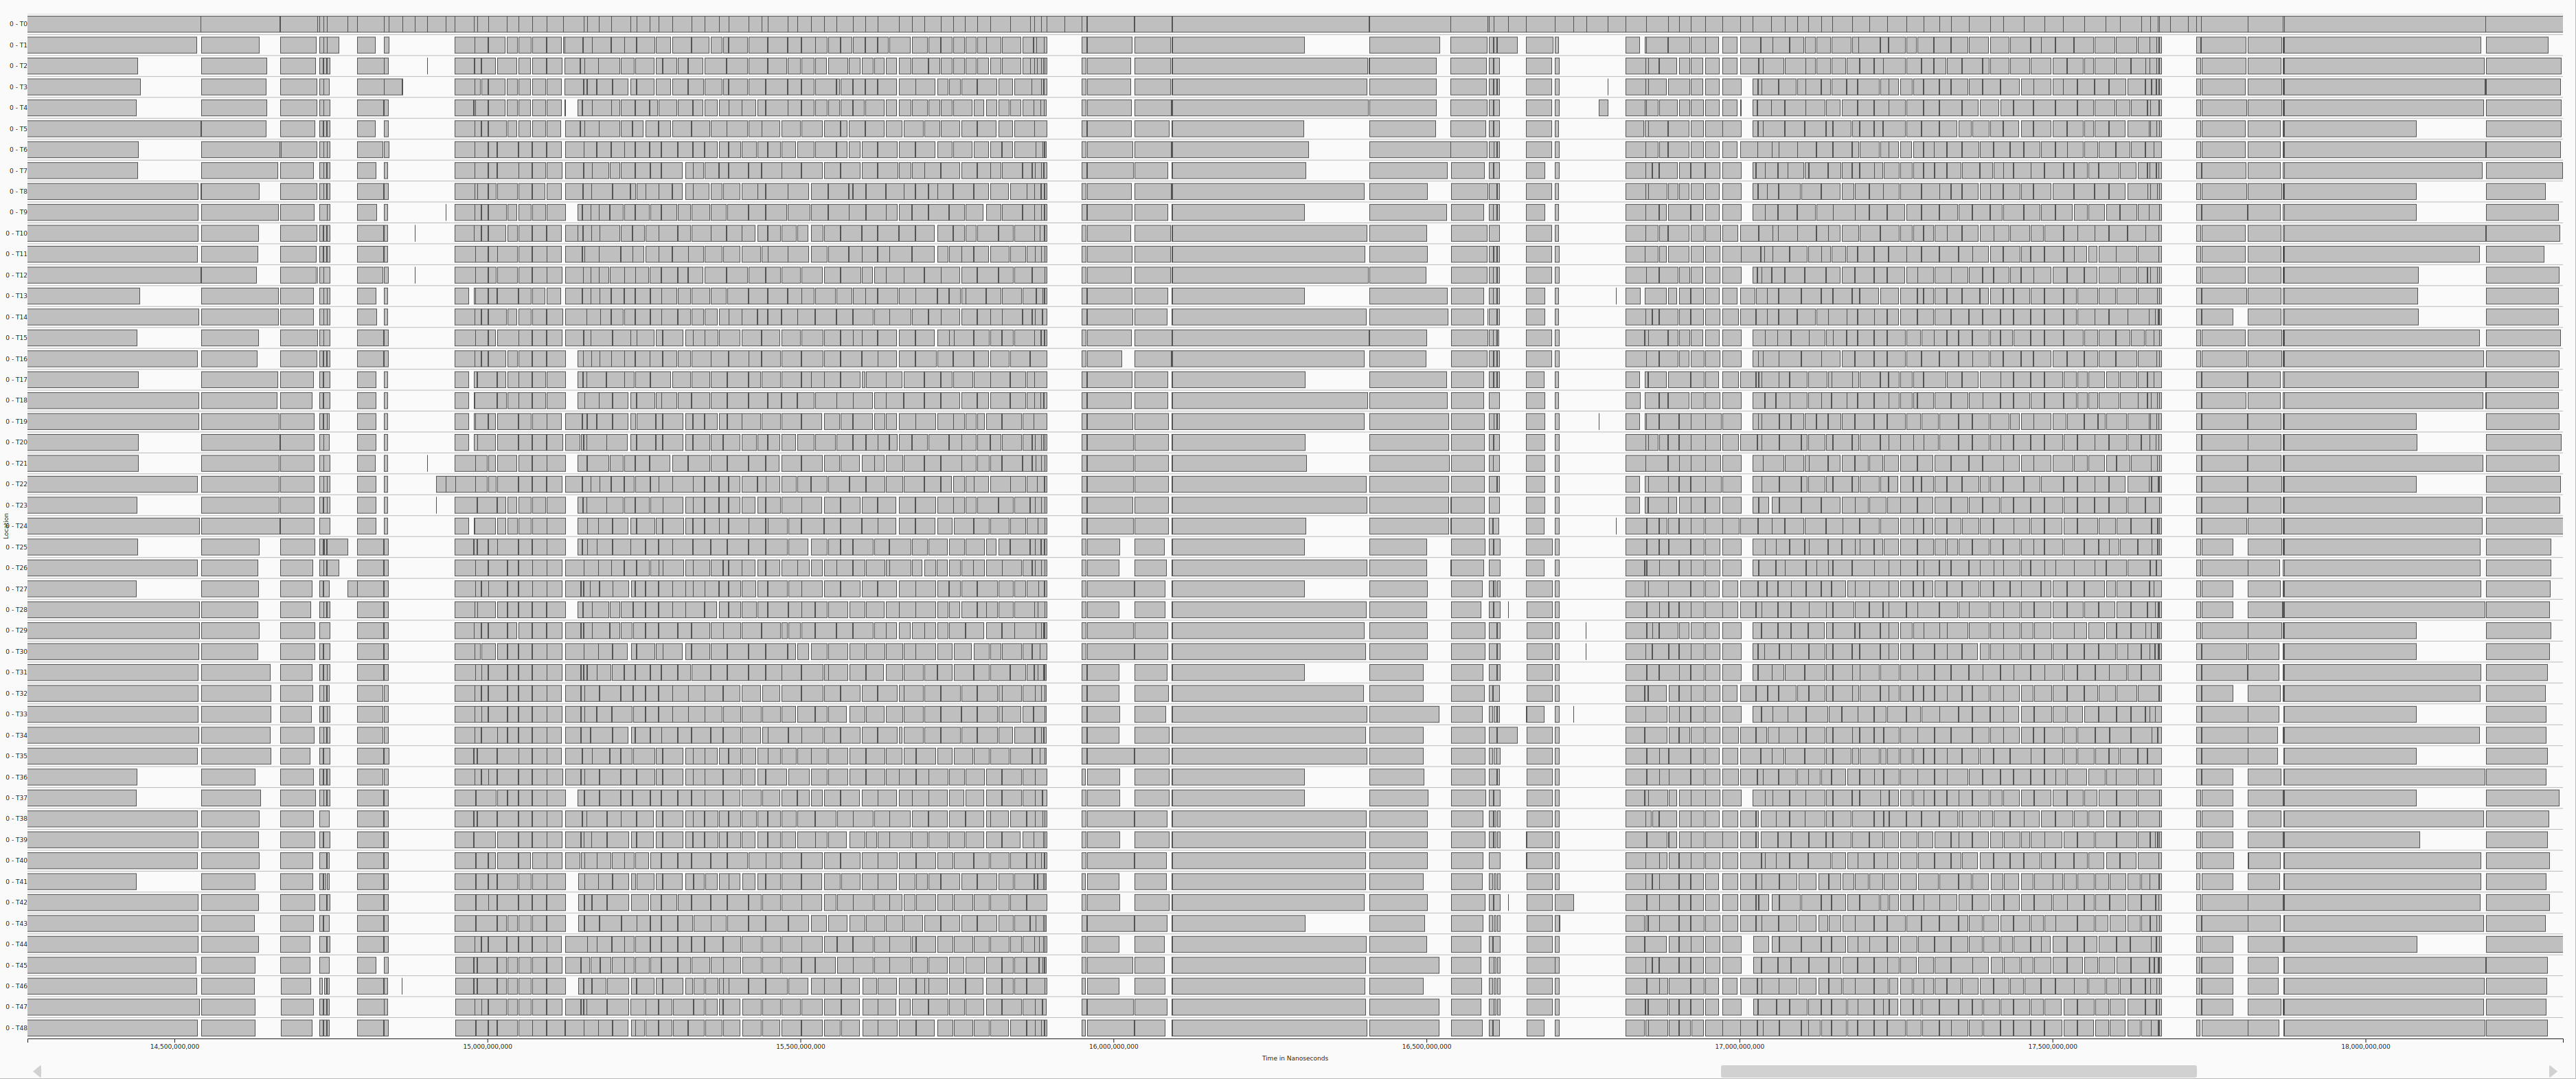 0 - T0
0 - T1
0 - T2
0 - T3
0 - T4
0 - T5
0 - T6
0 - T7
0 - T8
0 - T9
0 - T10
0 - T11
0 - T12
0 - T13
0 - T14
0 - T15
0 - T16
0 - T17
0 - T18
0 - T19
0 - T20
0 - T21
0 - T22
0 - T23
Location
0 - T24
0 - T25
0 - T26
0 - T27
0 - T28
0 - T29
0 - T30
0 - T31
0 - T32
0 - T33
0 - T34
0 - T35
0 - T36
0 - T37
0 - T38
0 - T39
0 - T40
0 - T41
0 - T42
0 - T43
0 - T44
0 - T45
0 - T46
0 - T47
0 - T48
14,500,000,000 15,000,000,000 15,500,000,000 16,000,000,000 16,500,000,000 17,000,000,000 17,500,000,000 18,000,000,000
Time in Nanoseconds